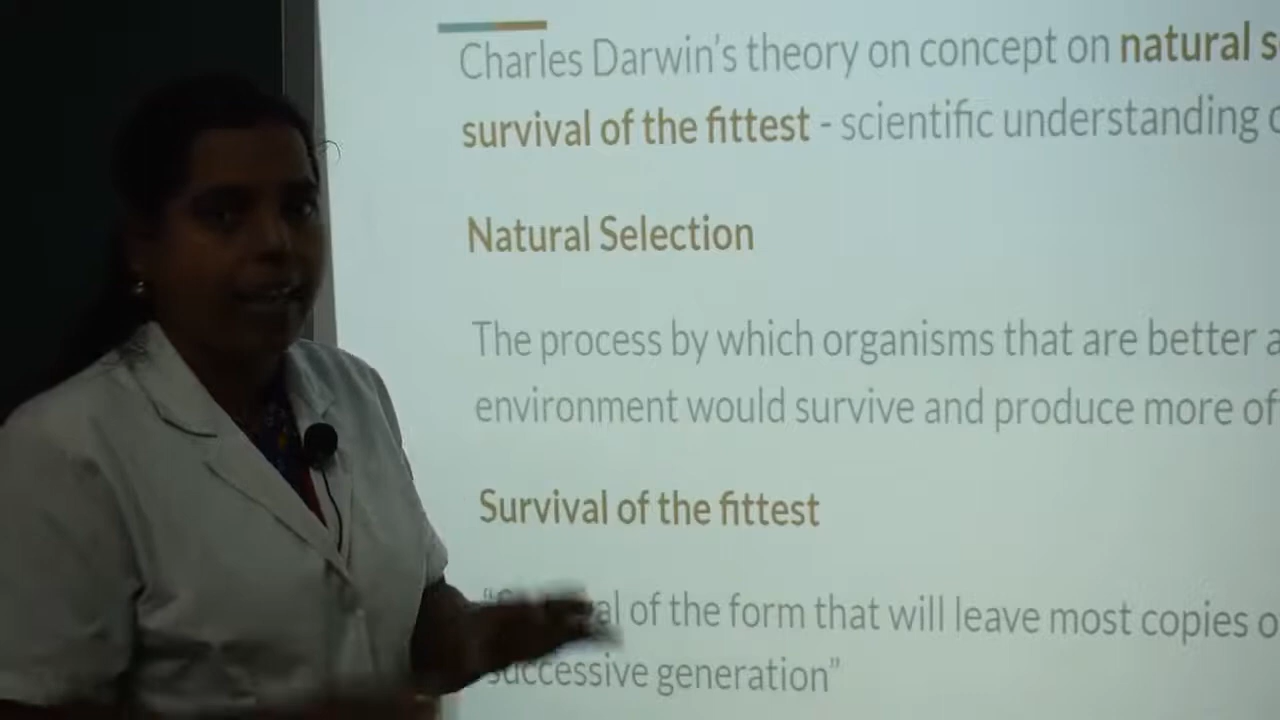 Charles Darwin's theory on concept on natural s
survival of the fittest - scientific understanding
Natural Selection
The process by which organisms that are better a
environment would survive and produce more of
Survival of the fittest
of the form that will leave most copies o
successive generation”